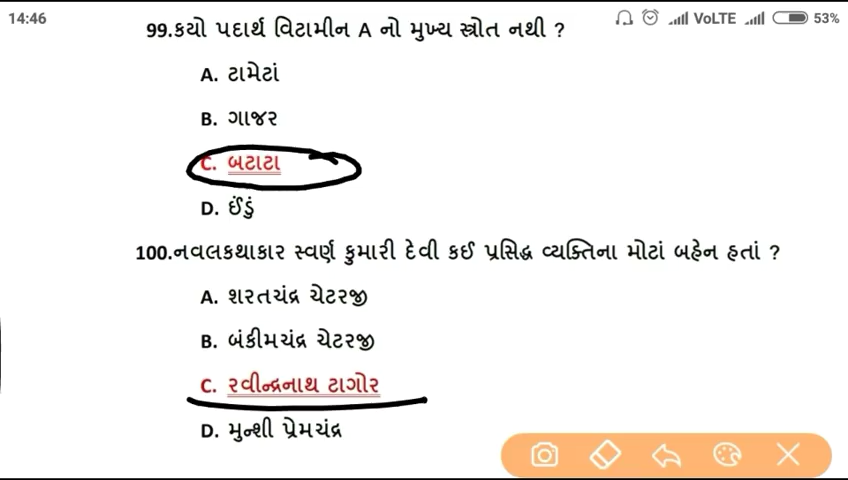 14:46 VoLTE 53%
99.કયો પદાર્થ વિટામીન A નો મુખ્ય સ્ત્રોત નથી ?
A. ટામેટાં
B. ગાજર
C. બટાટા
D. ઈંડું
100.નવલકથાકાર સ્વર્ણ કુમારી દેવી કઈ પ્રસિદ્ધ વ્યક્તિના મોટાં બહેન હતાં ?
A. શરતચંદ્ર ચેટરજી
B. બંકીમચંદ્ર ચેટરજી
C. રવીન્દ્રનાથ ટાગોર
D. મુન્શી પ્રેમચંદ્ર